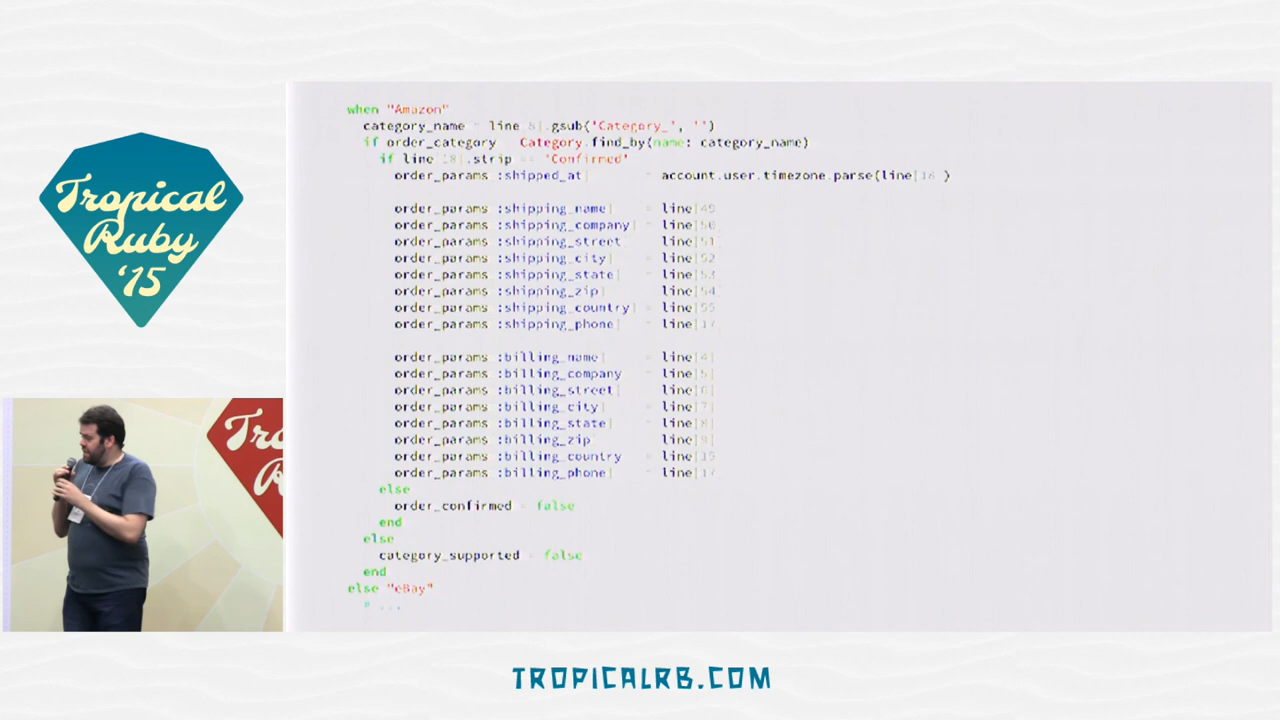 Tropical
Ruby
'15
when "Amazon"
category_name = line[5].gsub('Category_', '')
if order_category = Category.find_by(name: category_name)
if line[18].strip == 'Confirmed'
order_params[:shipped_at] = account.user.timezone.parse(line[16])
order_params[:shipping_name] = line[49]
order_params[:shipping_company] = line[50]
order_params[:shipping_street] = line[51]
order_params[:shipping_city] = line[52]
order_params[:shipping_state] = line[53]
order_params[:shipping_zip] = line[54]
order_params[:shipping_country] = line[55]
order_params[:shipping_phone] = line[17]
order_params[:billing_name] = line[4]
order_params[:billing_company] = line[5]
order_params[:billing_street] = line[6]
order_params[:billing_city] = line[7]
order_params[:billing_state] = line[8]
order_params[:billing_zip] = line[9]
order_params[:billing_country] = line[15]
order_params[:billing_phone] = line[17]
else
order_confirmed = false
end
else
category_supported = false
end
else "eBay"
# ...
TROPICALRB.COM